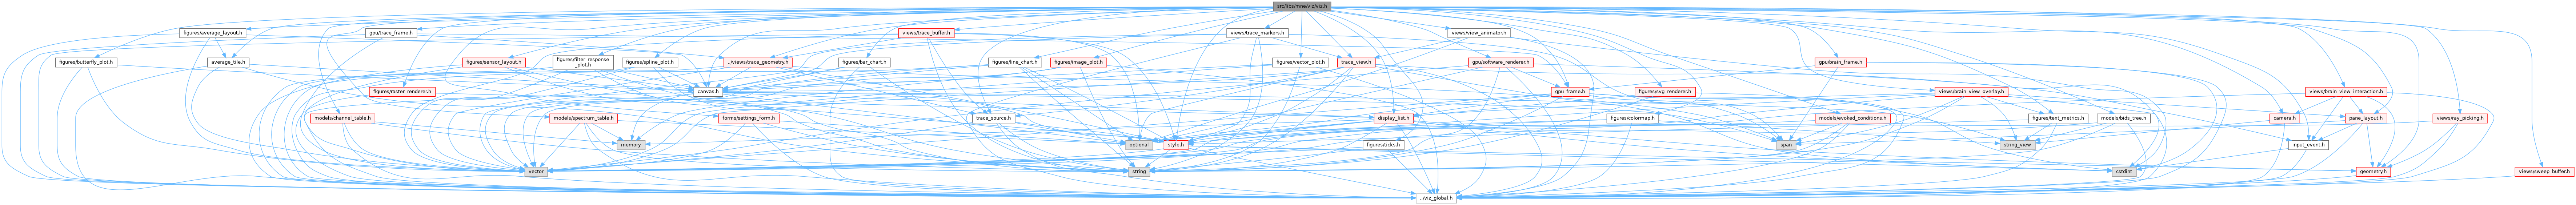 src/libs/mne/viz/viz.h
figures/average_layout.h
gpu/trace_frame.h
views/trace_buffer.h
views/trace_markers.h
views/view_animator.h
figures/butterfly_plot.h
average_tile.h
figures/sensor_layout.h
figures/filter_response
_plot.h
figures/spline_plot.h
../views/trace_geometry.h
figures/bar_chart.h
figures/line_chart.h
figures/image_plot.h
figures/vector_plot.h
trace_view.h
gpu/software_renderer.h
gpu/brain_frame.h
figures/raster_renderer.h
canvas.h
gpu_frame.h
figures/svg_renderer.h
views/brain_view_overlay.h
views/brain_view_interaction.h
models/channel_table.h
models/spectrum_table.h
forms/settings_form.h
trace_source.h
display_list.h
figures/colormap.h
models/evoked_conditions.h
figures/text_metrics.h
models/bids_tree.h
camera.h
pane_layout.h
views/ray_picking.h
memory
optional
style.h
figures/ticks.h
span
string_view
input_event.h
vector
string
cstdint
geometry.h
views/sweep_buffer.h
../viz_global.h